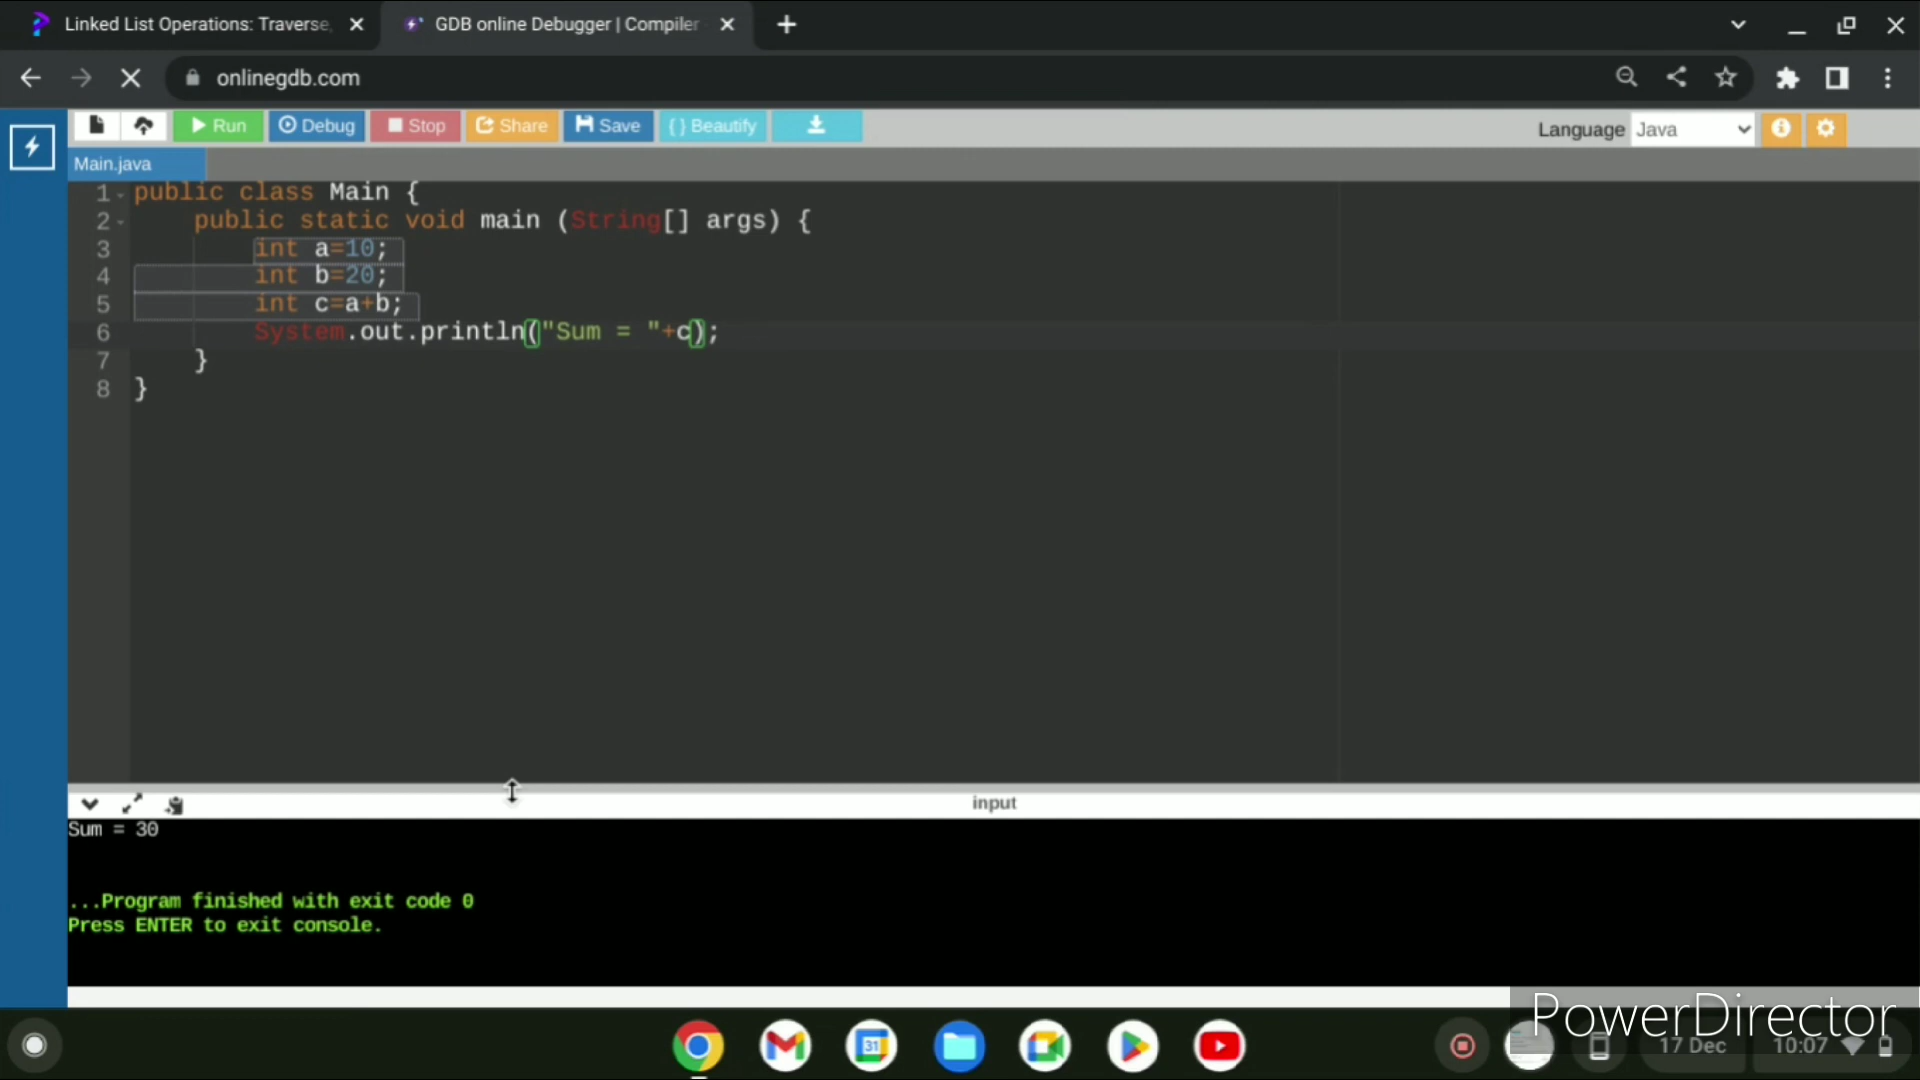 Linked List Operations: Traverse,
GDB online Debugger | Compiler
onlinegdb.com
Run Debug Stop Share Save { } Beautify
Language Java
Main.java
1 public class Main {
2 public static void main (String[] args) {
3 int a=10;
4 int b=20;
5 int c=a+b;
6 System.out.println("Sum = "+c);
7 }
8 }
input
Sum = 30
...Program finished with exit code 0
Press ENTER to exit console.
PowerDirector
31
17 Dec 10:07